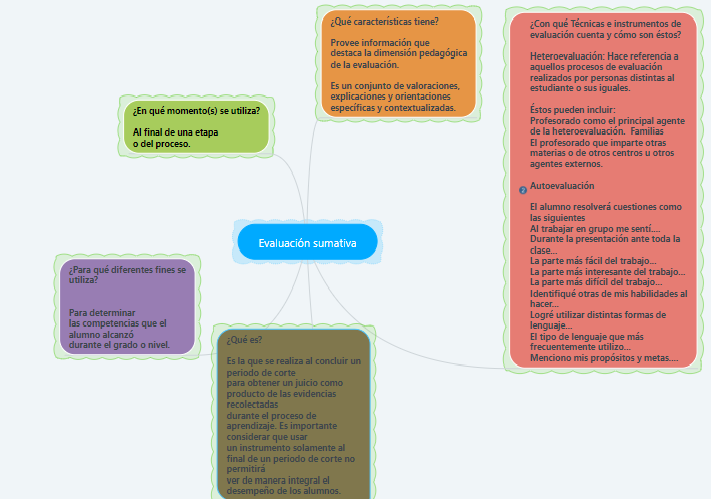 ¿Qué características tiene?
Provee información que
destaca la dimensión pedagógica
de la evaluación.
Es un conjunto de valoraciones,
explicaciones y orientaciones
específicas y contextualizadas.
¿Con qué Técnicas e instrumentos de
evaluación cuenta y cómo son éstos?
Heteroevaluación: Hace referencia a
aquellos procesos de evaluación
realizados por personas distintas al
estudiante o sus iguales.
Éstos pueden incluir:
Profesorado como el principal agente
de la heteroevaluación. Familias
El profesorado que imparte otras
materias o de otros centros u otros
agentes externos.
2 Autoevaluación
El alumno resolverá cuestiones como
las siguientes
Al trabajar en grupo me sentí....
Durante la presentación ante toda la
clase...
La parte más fácil del trabajo...
La parte más interesante del trabajo...
La parte más difícil del trabajo...
Identifiqué otras de mis habilidades al
hacer...
Logré utilizar distintas formas de
lenguaje...
El tipo de lenguaje que más
frecuentemente utilizo...
Menciono mis propósitos y metas....
¿En qué momento(s) se utiliza?
Al final de una etapa
o del proceso.
Evaluación sumativa
¿Para qué diferentes fines se
utiliza?
Para determinar
las competencias que el
alumno alcanzó
durante el grado o nivel.
¿Qué es?
Es la que se realiza al concluir un
periodo de corte
para obtener un juicio como
producto de las evidencias
recolectadas
durante el proceso de
aprendizaje. Es importante
considerar que usar
un instrumento solamente al
final de un periodo de corte no
permitirá
ver de manera integral el
desempeño de los alumnos.